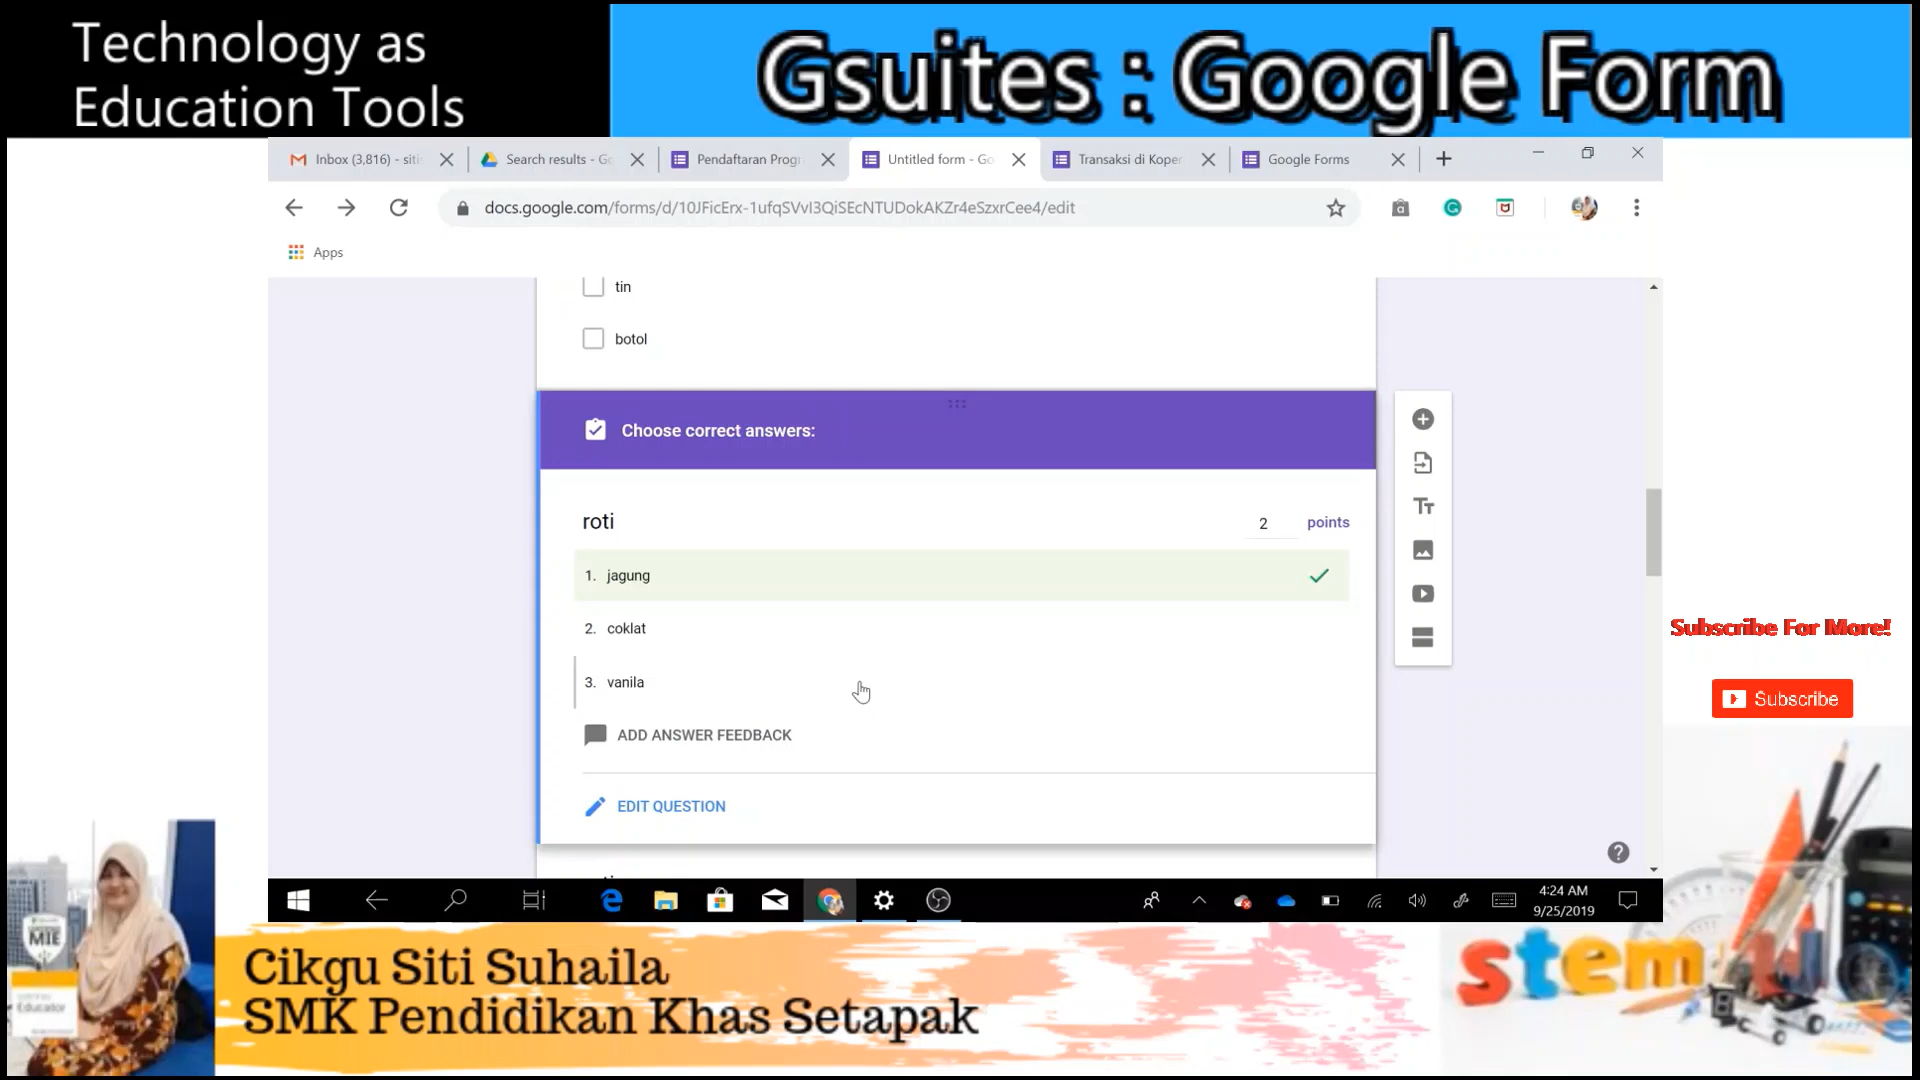 Technology as
Education Tools
Gsuites : Google Form
Inbox (3,816) - siti
Search results - Go
Pendaftaran Progr
Untitled form - Go
Transaksi di Koper
Google Forms
docs.google.com/forms/d/10JFicErx-1ufqSVvI3QiSEcNTUDokAKZr4eSzxrCee4/edit
Apps
tin
botol
Choose correct answers:
roti
2 points
1. jagung
2. coklat
3. vanila
ADD ANSWER FEEDBACK
EDIT QUESTION
Subscribe For More!
Subscribe
4:24 AM
9/25/2019
MIE
Educator
Cikgu Siti Suhaila
SMK Pendidikan Khas Setapak
stem